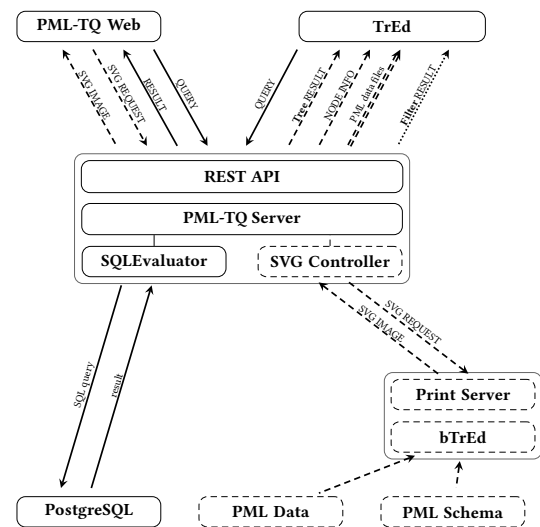 PML-TQ Web
TrEd
SVG IMAGE
SVG REQUEST
RESULT
QUERY
QUERY
Tree RESULT
NODE INFO
PML data files
Filter RESULT
REST API
PML-TQ Server
SQLEvaluator
SVG Controller
SQL query
result
SVG IMAGE
SVG REQUEST
Print Server
bTrEd
PostgreSQL
PML Data
PML Schema